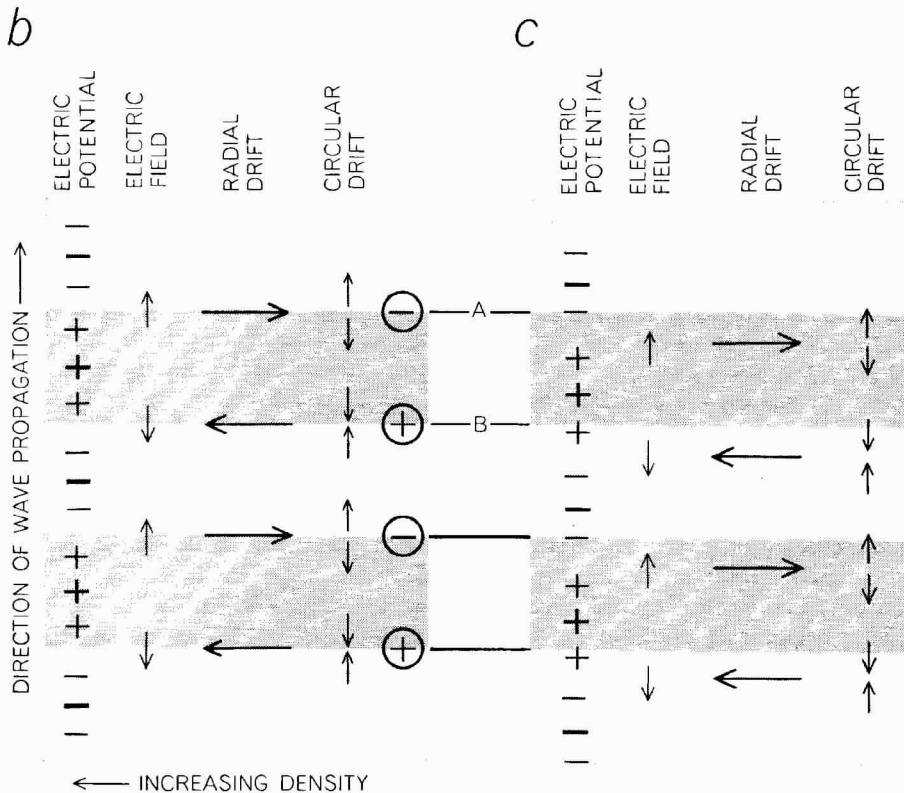 b
c
ELECTRIC
POTENTIAL
ELECTRIC
FIELD
RADIAL
DRIFT
CIRCULAR
DRIFT
ELECTRIC
POTENTIAL
ELECTRIC
FIELD
RADIAL
DRIFT
CIRCULAR
DRIFT
DIRECTION OF WAVE PROPAGATION
A
B
INCREASING DENSITY